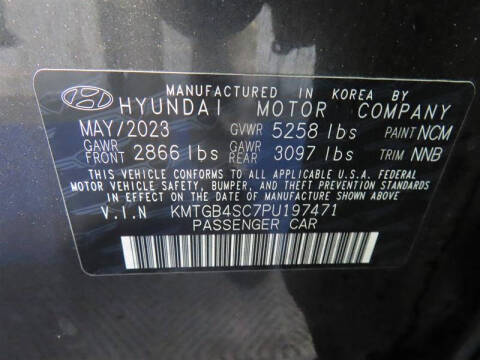 MANUFACTURED IN KOREA BY
HYUNDAI MOTOR COMPANY
MAY/2023 GVWR 5258 lbs PAINT NCM
GAWR FRONT 2866 lbs GAWR REAR 3097 lbs TRIM NNB
THIS VEHICLE CONFORMS TO ALL APPLICABLE U.S.A. FEDERAL
MOTOR VEHICLE SAFETY, BUMPER, AND THEFT PREVENTION
STANDARDS IN EFFECT ON THE DATE OF MANUFACTURE SHOWN ABOVE.
V.I.N KMTGB4SC7PU197471
PASSENGER CAR